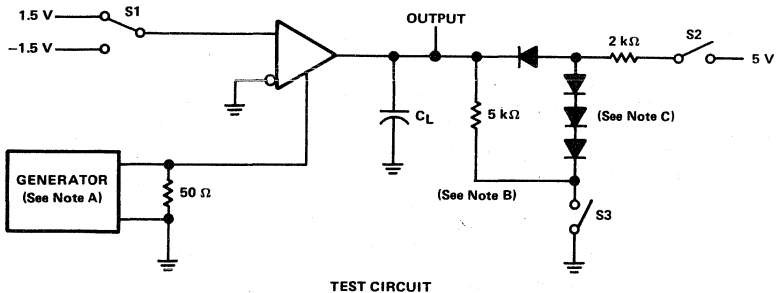 1.5 V
S1
-1.5 V
OUTPUT
2 kΩ
S2
5 V
CL
5 kΩ
(See Note C)
GENERATOR
(See Note A)
50 Ω
(See Note B)
S3
TEST CIRCUIT